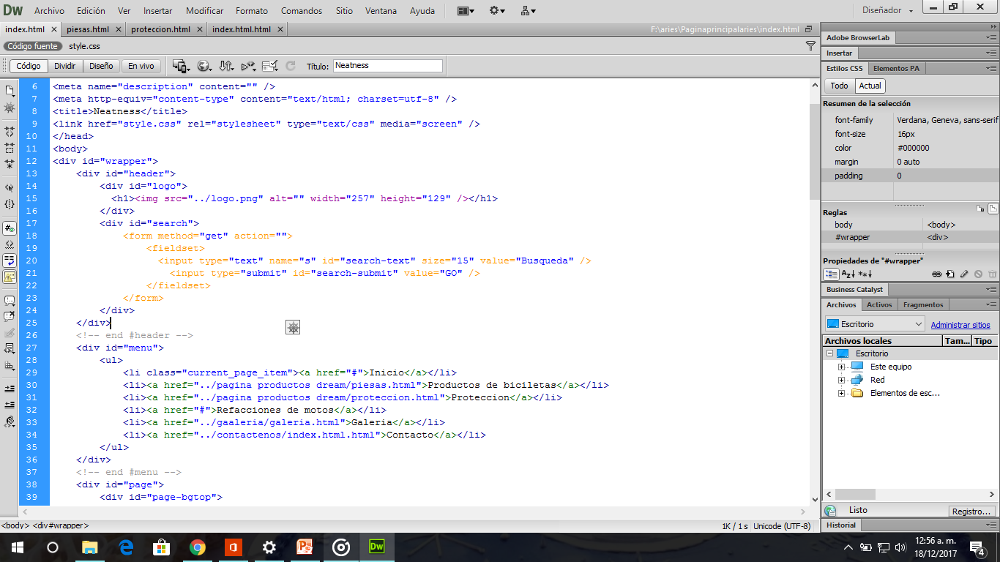 Dw Archivo Edición Ver Insertar Modificar Formato Comandos Sitio Ventana Ayuda Diseñador
index.html piesas.html proteccion.html index.html.html F:\aries\Paginaprincipalaries\index.html
Código fuente style.css
Código Dividir Diseño En vivo Título: Neatness
6 <meta name="description" content="" />
7 <meta http-equiv="content-type" content="text/html; charset=utf-8" />
8 <title>Neatness</title>
9 <link href="style.css" rel="stylesheet" type="text/css" media="screen" />
10 </head>
11 <body>
12 <div id="wrapper">
13 <div id="header">
14 <div id="logo">
15 <h1><img src="../logo.png" alt="" width="257" height="129" /></h1>
16 </div>
17 <div id="search">
18 <form method="get" action="">
19 <fieldset>
20 <input type="text" name="s" id="search-text" size="15" value="Busqueda" />
21 <input type="submit" id="search-submit" value="GO" />
22 </fieldset>
23 </form>
24 </div>
25 </div>
26 <!-- end #header -->
27 <div id="menu">
28 <ul>
29 <li class="current_page_item"><a href="#">Inicio</a></li>
30 <li><a href="../pagina productos dream/piesas.html">Productos de biciletas</a></li>
31 <li><a href="../pagina productos dream/proteccion.html">Proteccion</a></li>
32 <li><a href="#">Refacciones de motos</a></li>
33 <li><a href="../gaaleria/galeria.html">Galeria</a></li>
34 <li><a href="../contactenos/index.html.html">Contacto</a></li>
35 </ul>
36 </div>
37 <!-- end #menu -->
38 <div id="page">
39 <div id="page-bgtop">
<body> <div#wrapper> 1K / 1 s Unicode (UTF-8)
Adobe BrowserLab
Insertar
Estilos CSS Elementos PA
Todo Actual
Resumen de la selección
font-family Verdana, Geneva, sans-serif
font-size 16px
color #000000
margin 0 auto
padding 0
Reglas
body <body>
#wrapper <div>
Propiedades de "#wrapper"
Business Catalyst
Archivos Activos Fragmentos
Escritorio Administrar sitios
Archivos locales Tam... Tipo
Escritorio
Este equipo
Red
Elementos de esc...
Listo Registro...
Historial
12:56 a. m.
18/12/2017
4